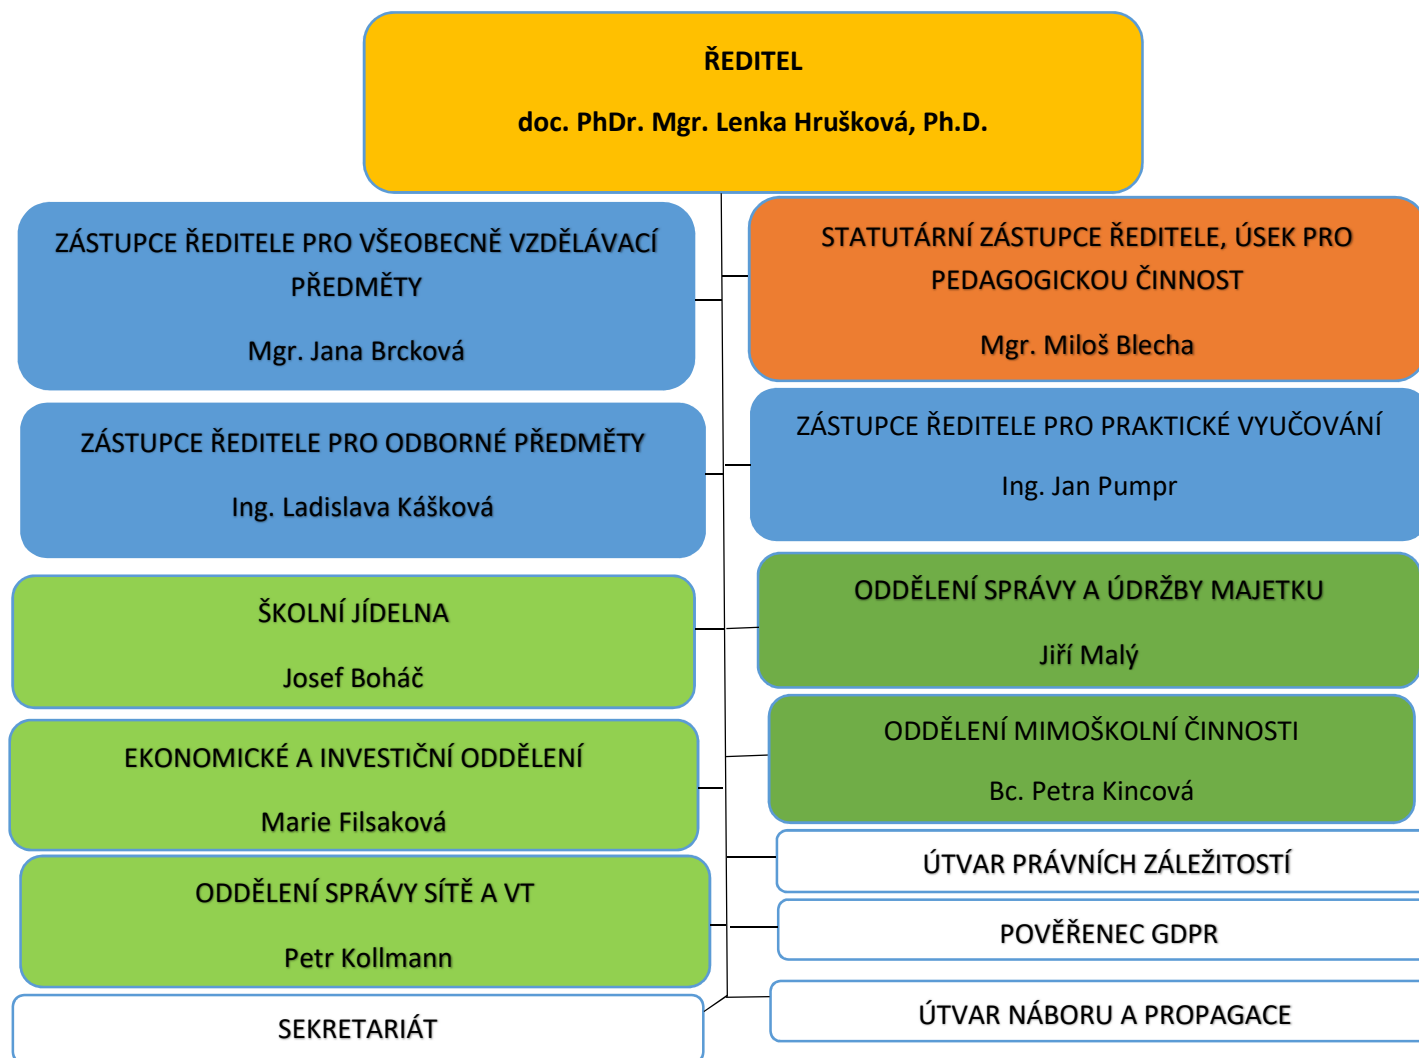 ŘEDITEL
doc. PhDr. Mgr. Lenka Hrušková, Ph.D.
ZÁSTUPCE ŘEDITELE PRO VŠEOBECNĚ VZDĚLÁVACÍ
PŘEDMĚTY
Mgr. Jana Brcková
STATUTÁRNÍ ZÁSTUPCE ŘEDITELE, ÚSEK PRO
PEDAGOGICKOU ČINNOST
Mgr. Miloš Blecha
ZÁSTUPCE ŘEDITELE PRO ODBORNÉ PŘEDMĚTY
Ing. Ladislava Kášková
ZÁSTUPCE ŘEDITELE PRO PRAKTICKÉ VYUČOVÁNÍ
Ing. Jan Pumpr
ŠKOLNÍ JÍDELNA
Josef Boháč
ODDĚLENÍ SPRÁVY A ÚDRŽBY MAJETKU
Jiří Malý
EKONOMICKÉ A INVESTIČNÍ ODDĚLENÍ
Marie Filsaková
ODDĚLENÍ MIMOŠKOLNÍ ČINNOSTI
Bc. Petra Kincová
ODDĚLENÍ SPRÁVY SÍTĚ A VT
Petr Kollmann
ÚTVAR PRÁVNÍCH ZÁLEŽITOSTÍ
POVĚŘENEC GDPR
SEKRETARIÁT
ÚTVAR NÁBORU A PROPAGACE